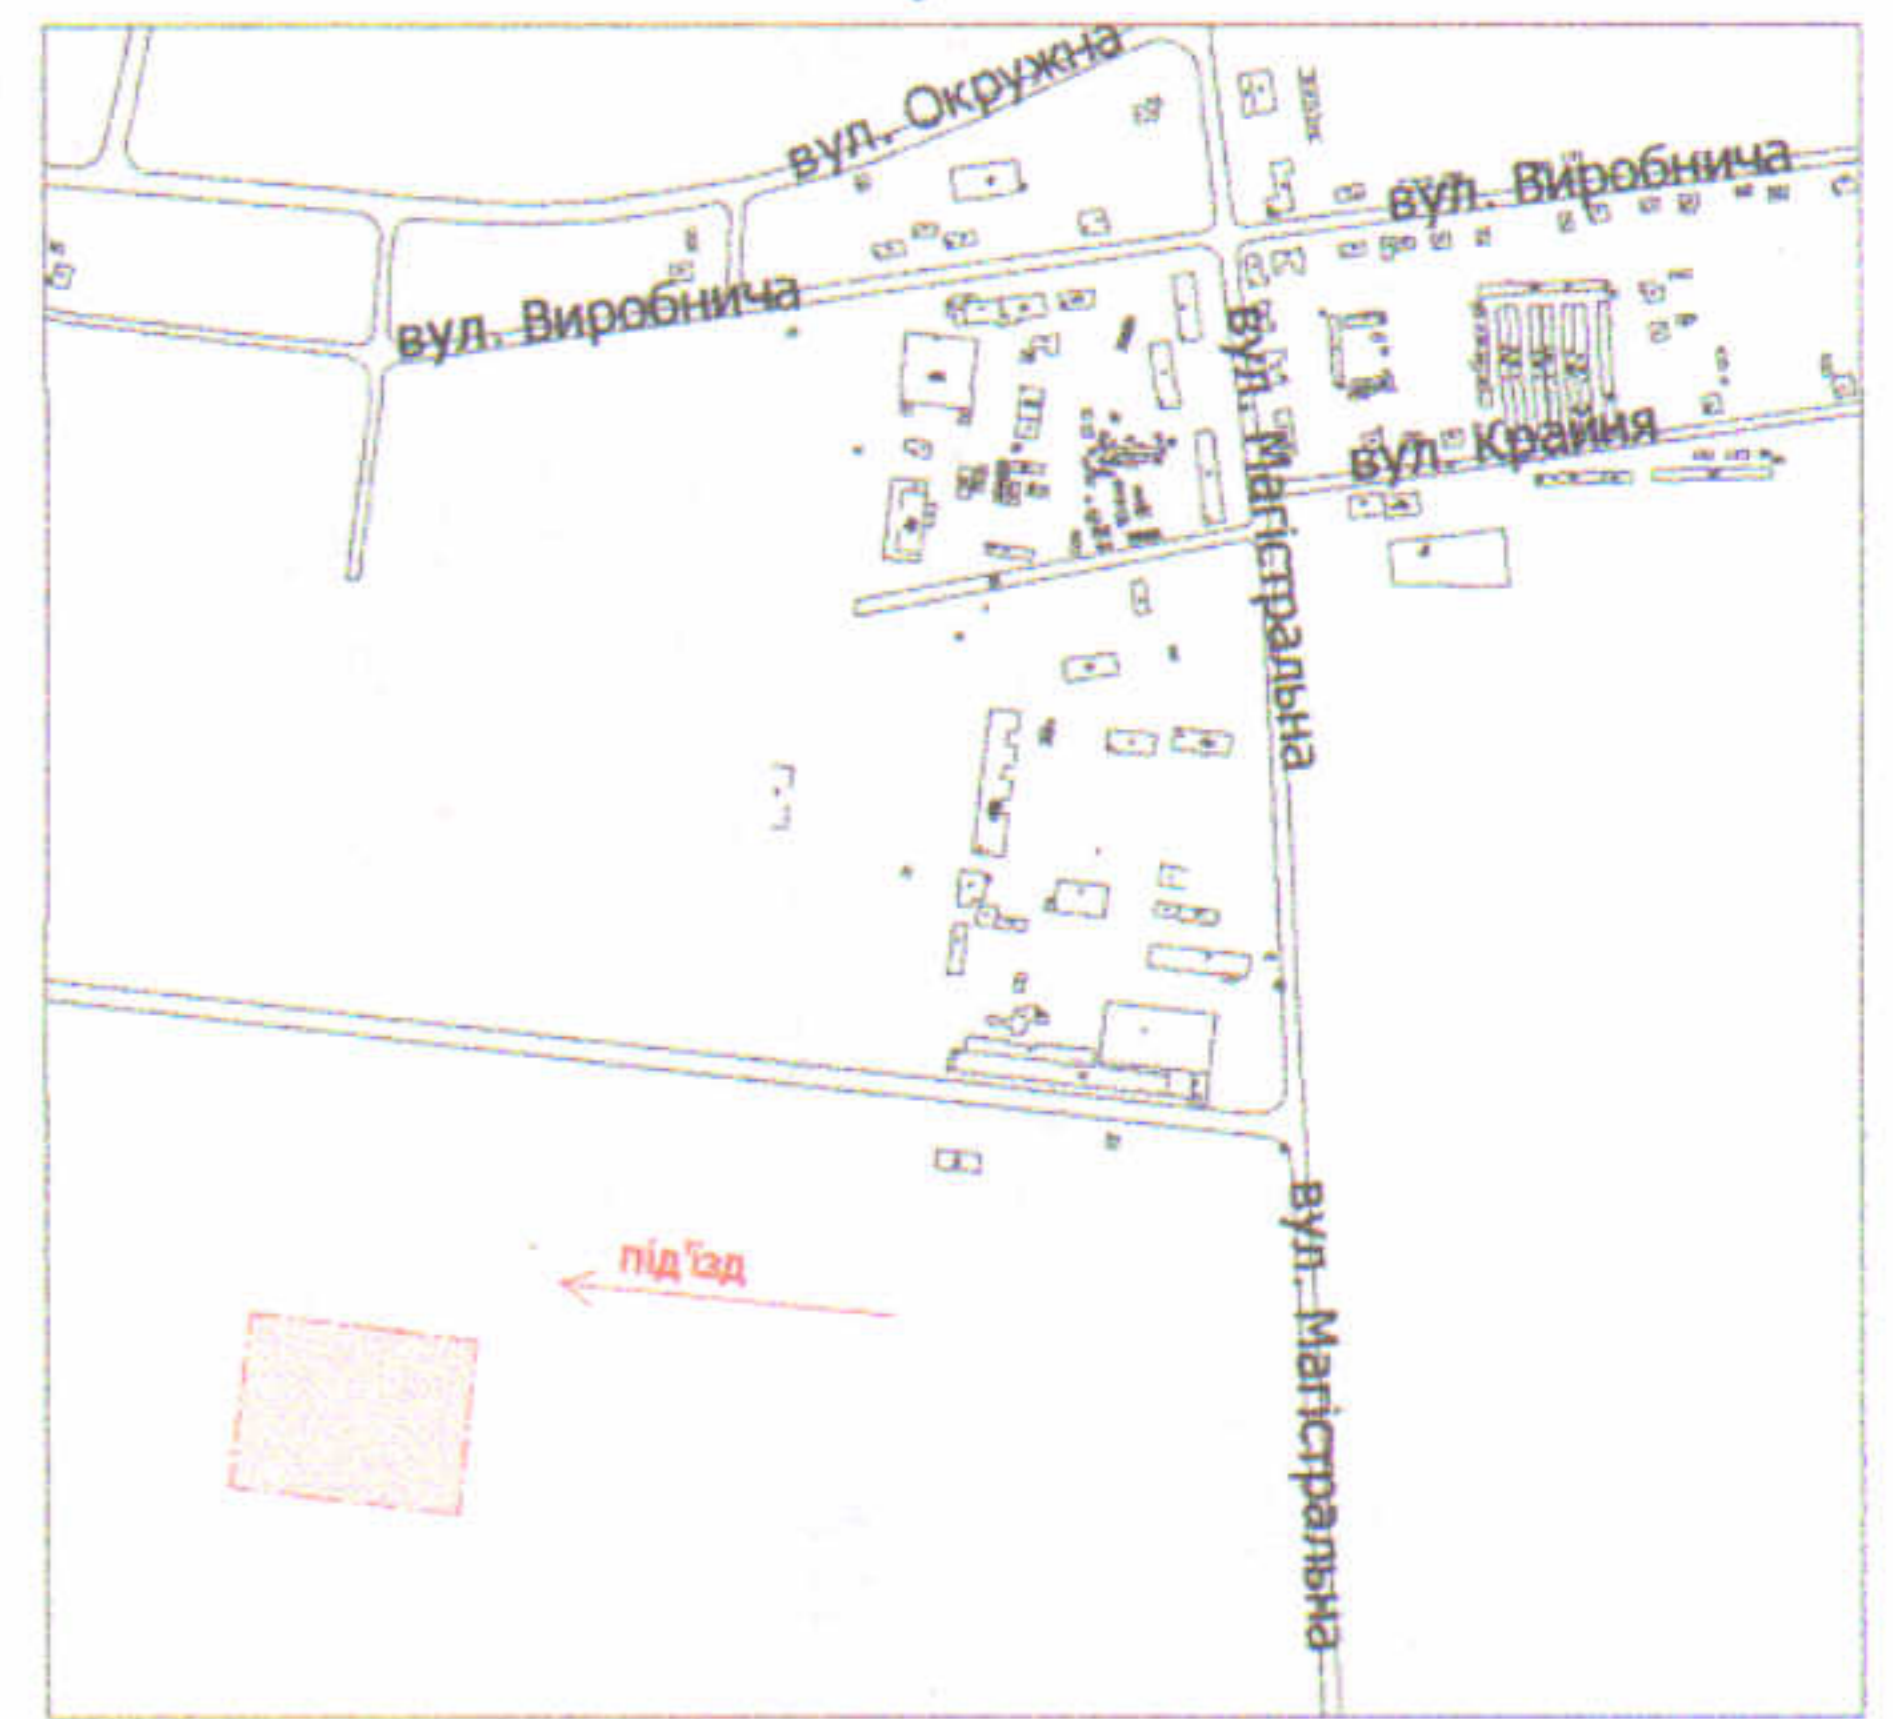 вул. Окружна
вул. Виробнича
вул. Виробнича
вул. Крайня
вул. Магістральна
під'їзд
вул. Магістральна